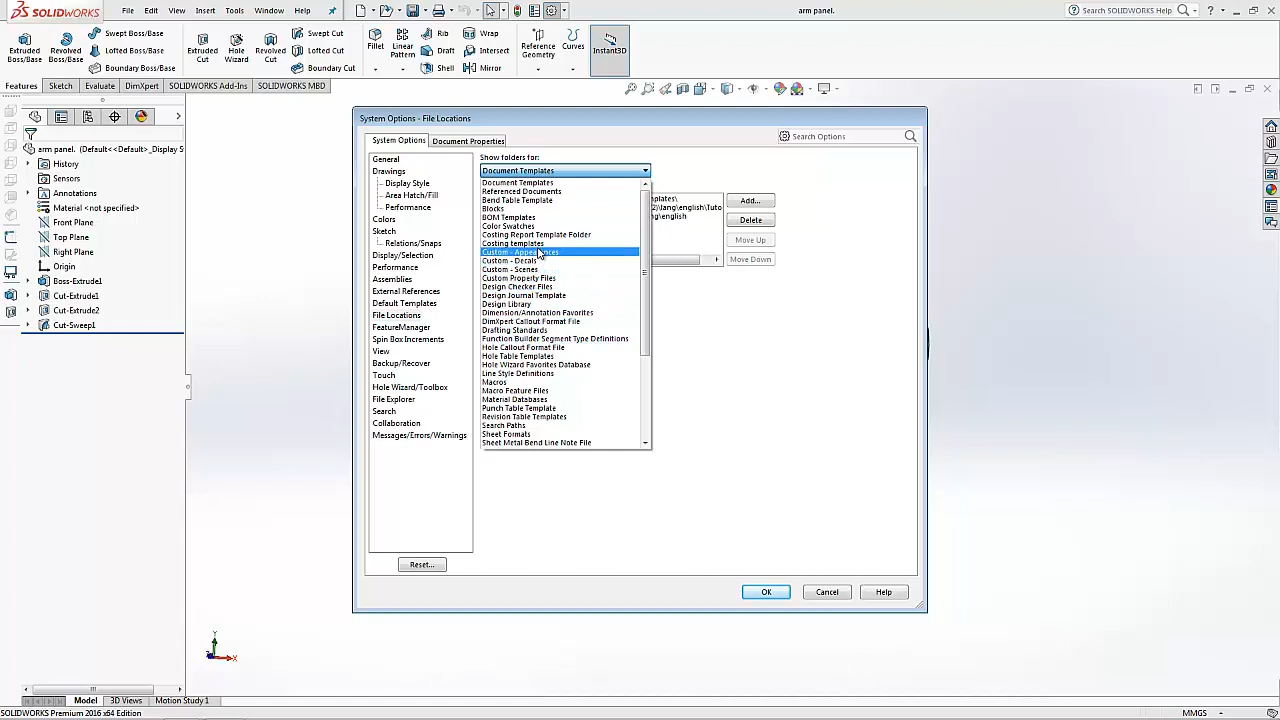 SOLIDWORKS
File Edit View Insert Tools Window Help
arm panel.
Search SOLIDWORKS Help
Extruded Boss/Base
Revolved Boss/Base
Swept Boss/Base
Lofted Boss/Base
Boundary Boss/Base
Extruded Cut
Hole Wizard
Revolved Cut
Swept Cut
Lofted Cut
Boundary Cut
Fillet
Linear Pattern
Rib
Draft
Shell
Wrap
Intersect
Mirror
Reference Geometry
Curves
Instant3D
Features Sketch Evaluate DimXpert SOLIDWORKS Add-Ins SOLIDWORKS MBD
arm panel. (Default<<Default>_Display S
History
Sensors
Annotations
Material <not specified>
Front Plane
Top Plane
Right Plane
Origin
Boss-Extrude1
Cut-Extrude1
Cut-Extrude2
Cut-Sweep1
System Options - File Locations
System Options
Document Properties
Search Options
General
Drawings
Display Style
Area Hatch/Fill
Performance
Colors
Sketch
Relations/Snaps
Display/Selection
Performance
Assemblies
External References
Default Templates
File Locations
FeatureManager
Spin Box Increments
View
Backup/Recover
Touch
Hole Wizard/Toolbox
File Explorer
Search
Collaboration
Messages/Errors/Warnings
Reset...
Show folders for:
Document Templates
Document Templates
Referenced Documents
Bend Table Template
Blocks
BOM Templates
Color Swatches
Costing Report Template Folder
Costing templates
Custom - Appearances
Custom - Decals
Custom - Scenes
Custom Property Files
Design Checker Files
Design Journal Template
Design Library
Dimension/Annotation Favorites
DimXpert Callout Format File
Drafting Standards
Function Builder Segment Type Definitions
Hole Callout Format File
Hole Table Templates
Hole Wizard Favorites Database
Line Style Definitions
Macros
Macro Feature Files
Material Databases
Punch Table Template
Revision Table Templates
Search Paths
Sheet Formats
Sheet Metal Bend Line Note File
mplates\
2)\lang\english\Tuto
ng\english
Add...
Delete
Move Up
Move Down
OK
Cancel
Help
Y
X
Model 3D Views Motion Study 1
SOLIDWORKS Premium 2016 x64 Edition
MMGS